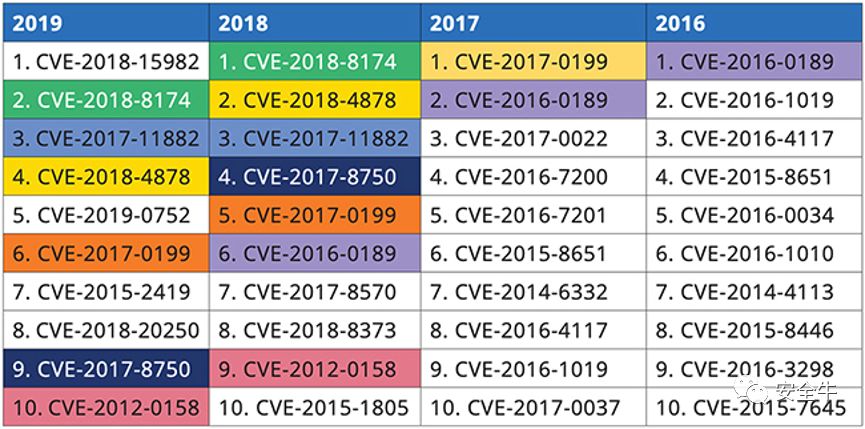 2019 2018 2017 2016
1. CVE-2018-15982 1. CVE-2018-8174 1. CVE-2017-0199 1. CVE-2016-0189
2. CVE-2018-8174 2. CVE-2018-4878 2. CVE-2016-0189 2. CVE-2016-1019
3. CVE-2017-11882 3. CVE-2017-11882 3. CVE-2017-0022 3. CVE-2016-4117
4. CVE-2018-4878 4. CVE-2017-8750 4. CVE-2016-7200 4. CVE-2015-8651
5. CVE-2019-0752 5. CVE-2017-0199 5. CVE-2016-7201 5. CVE-2016-0034
6. CVE-2017-0199 6. CVE-2016-0189 6. CVE-2015-8651 6. CVE-2016-1010
7. CVE-2015-2419 7. CVE-2017-8570 7. CVE-2014-6332 7. CVE-2014-4113
8. CVE-2018-20250 8. CVE-2018-8373 8. CVE-2016-4117 8. CVE-2015-8446
9. CVE-2017-8750 9. CVE-2012-0158 9. CVE-2016-1019 9. CVE-2016-3298
10. CVE-2012-0158 10. CVE-2015-1805 10. CVE-2017-0037 10. CVE-2015-7645
安全牛